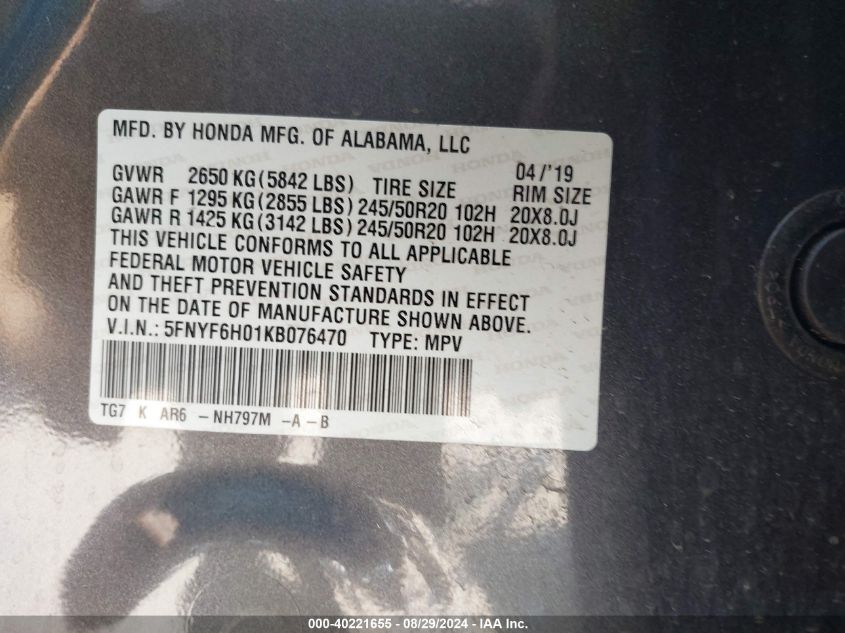 MFD. BY HONDA MFG. OF ALABAMA, LLC
GVWR 2650 KG (5842 LBS) TIRE SIZE 04/'19 RIM SIZE
GAWR F 1295 KG (2855 LBS) 245/50R20 102H 20X8.0J
GAWR R 1425 KG (3142 LBS) 245/50R20 102H 20X8.0J
THIS VEHICLE CONFORMS TO ALL APPLICABLE
FEDERAL MOTOR VEHICLE SAFETY
AND THEFT PREVENTION STANDARDS IN EFFECT
ON THE DATE OF MANUFACTURE SHOWN ABOVE.
V.I.N.: 5FNYF6H01KB076470 TYPE: MPV
TG7 K AR6 -NH797M -A-B
000-40221655 - 08/29/2024 - IAA Inc.